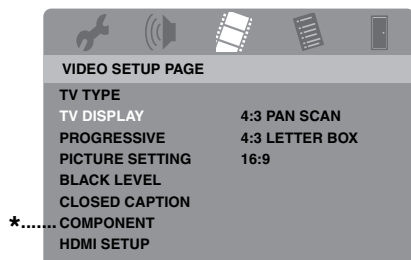 VIDEO SETUP PAGE
TV TYPE
TV DISPLAY 4:3 PAN SCAN
PROGRESSIVE 4:3 LETTER BOX
PICTURE SETTING 16:9
BLACK LEVEL
CLOSED CAPTION
*....... COMPONENT
HDMI SETUP